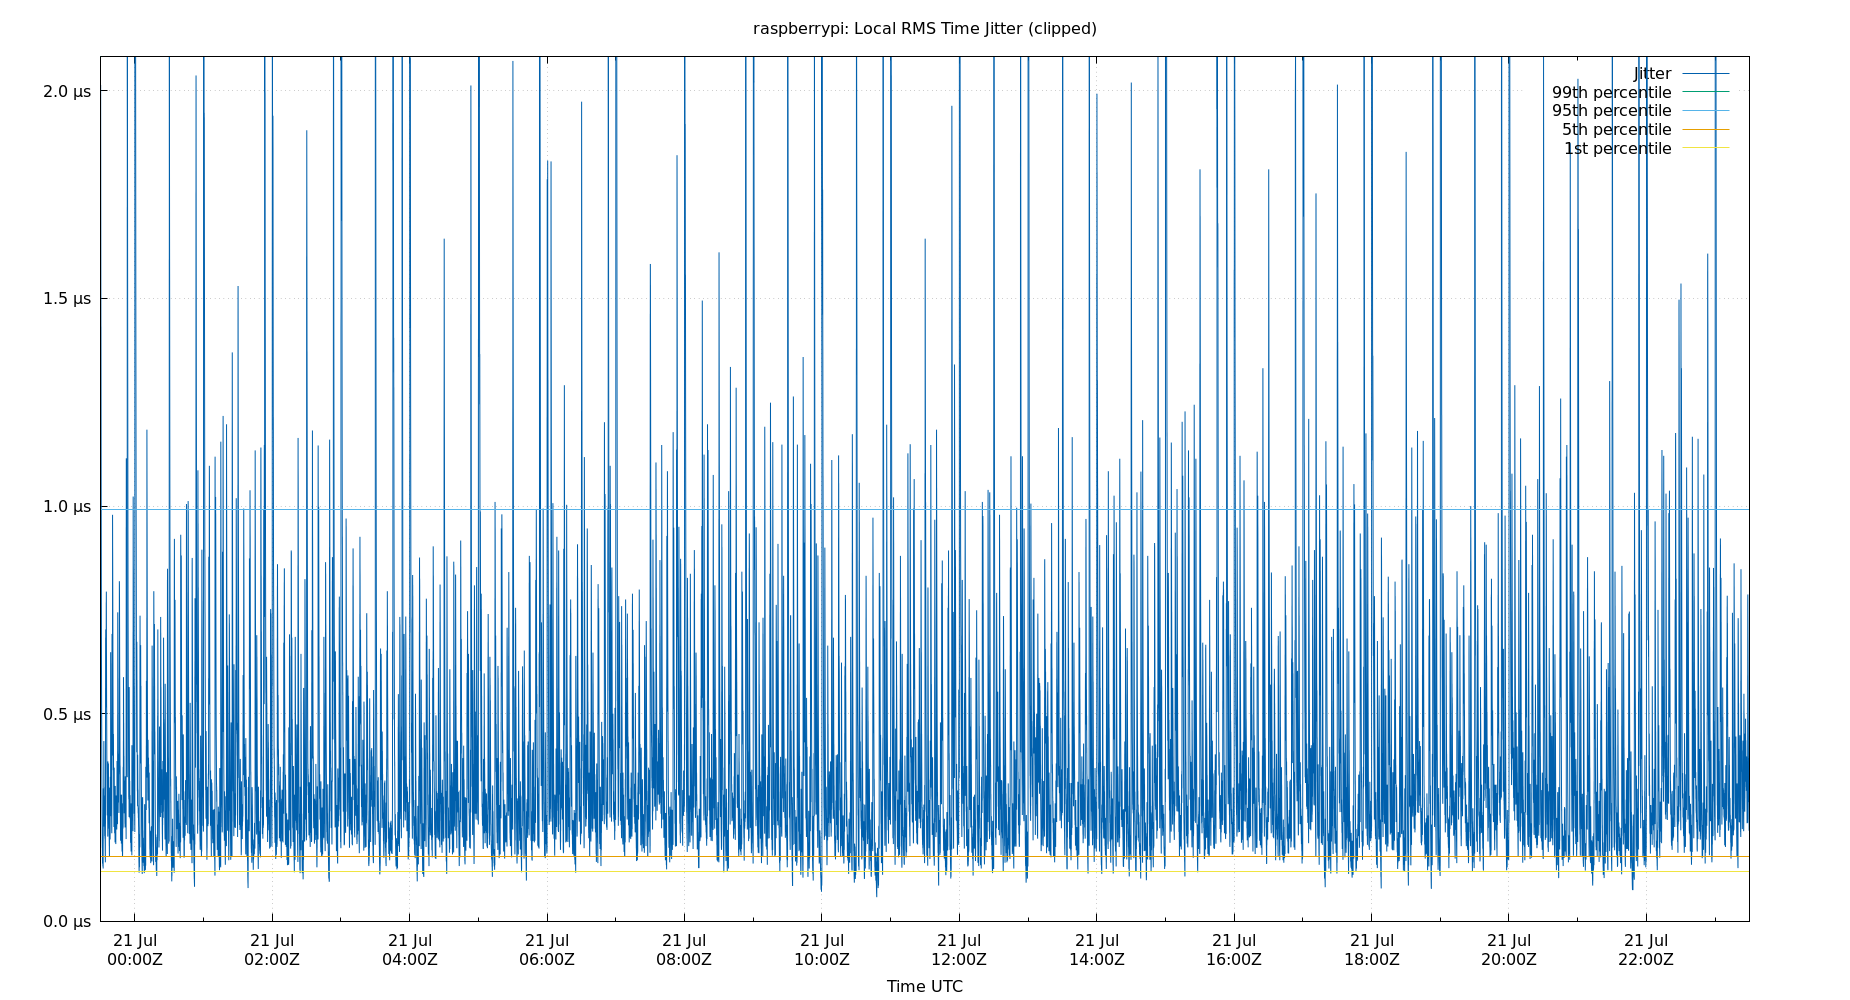 raspberrypi: Local RMS Time Jitter (clipped)
2.0 µs
1.5 µs
1.0 µs
0.5 µs
0.0 µs
Jitter
99th percentile
95th percentile
5th percentile
1st percentile
21 Jul 21 Jul 21 Jul 21 Jul 21 Jul 21 Jul 21 Jul 21 Jul 21 Jul 21 Jul 21 Jul 21 Jul
00:00Z 02:00Z 04:00Z 06:00Z 08:00Z 10:00Z 12:00Z 14:00Z 16:00Z 18:00Z 20:00Z 22:00Z
Time UTC